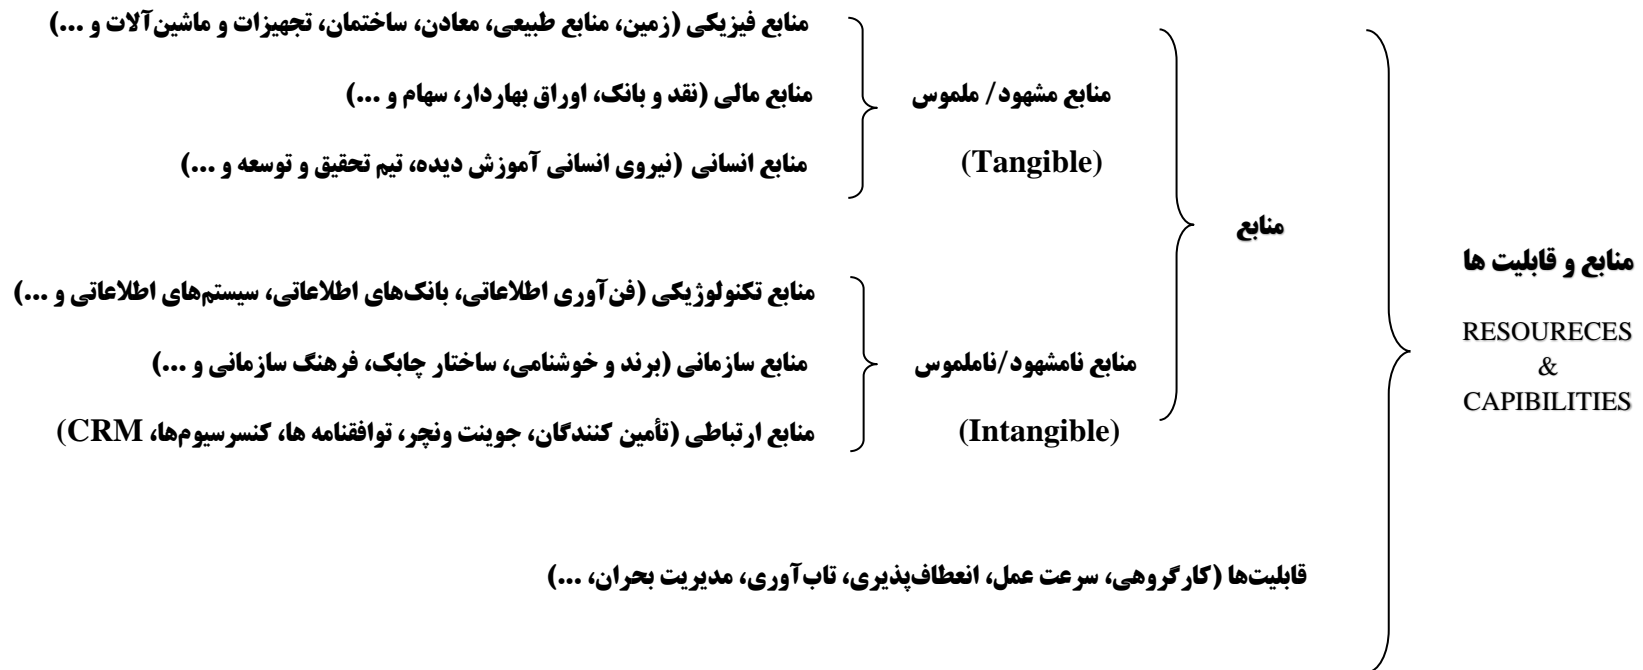 منابع و قابلیت ها
RESOURECES
&
CAPIBILITIES
منابع
منابع مشهود/ ملموس
(Tangible)
منابع فیزیکی (زمین، منابع طبیعی، معادن، ساختمان، تجهیزات و ماشین‌آلات و ...)
منابع مالی (نقد و بانک، اوراق بهاردار، سهام و ...)
منابع انسانی (نیروی انسانی آموزش دیده، تیم تحقیق و توسعه و ...)
منابع نامشهود/ناملموس
(Intangible)
منابع تکنولوژیکی (فن‌آوری اطلاعاتی، بانک‌های اطلاعاتی، سیستم‌های اطلاعاتی و ...)
منابع سازمانی (برند و خوشنامی، ساختار چابک، فرهنگ سازمانی و ...)
منابع ارتباطی (تأمین کنندگان، جوینت ونچر، توافقنامه ها، کنسرسیوم‌ها، CRM)
قابلیت‌ها (کار گروهی، سرعت عمل، انعطاف‌پذیری، تاب‌آوری، مدیریت بحران، ...)